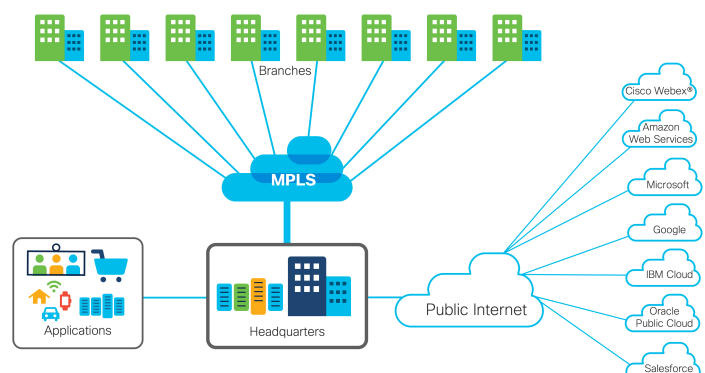 Branches
MPLS
Cisco Webex®
Amazon
Web Services
Microsoft
Google
IBM Cloud
Oracle
Public Cloud
Salesforce
Public Internet
Headquarters
Applications